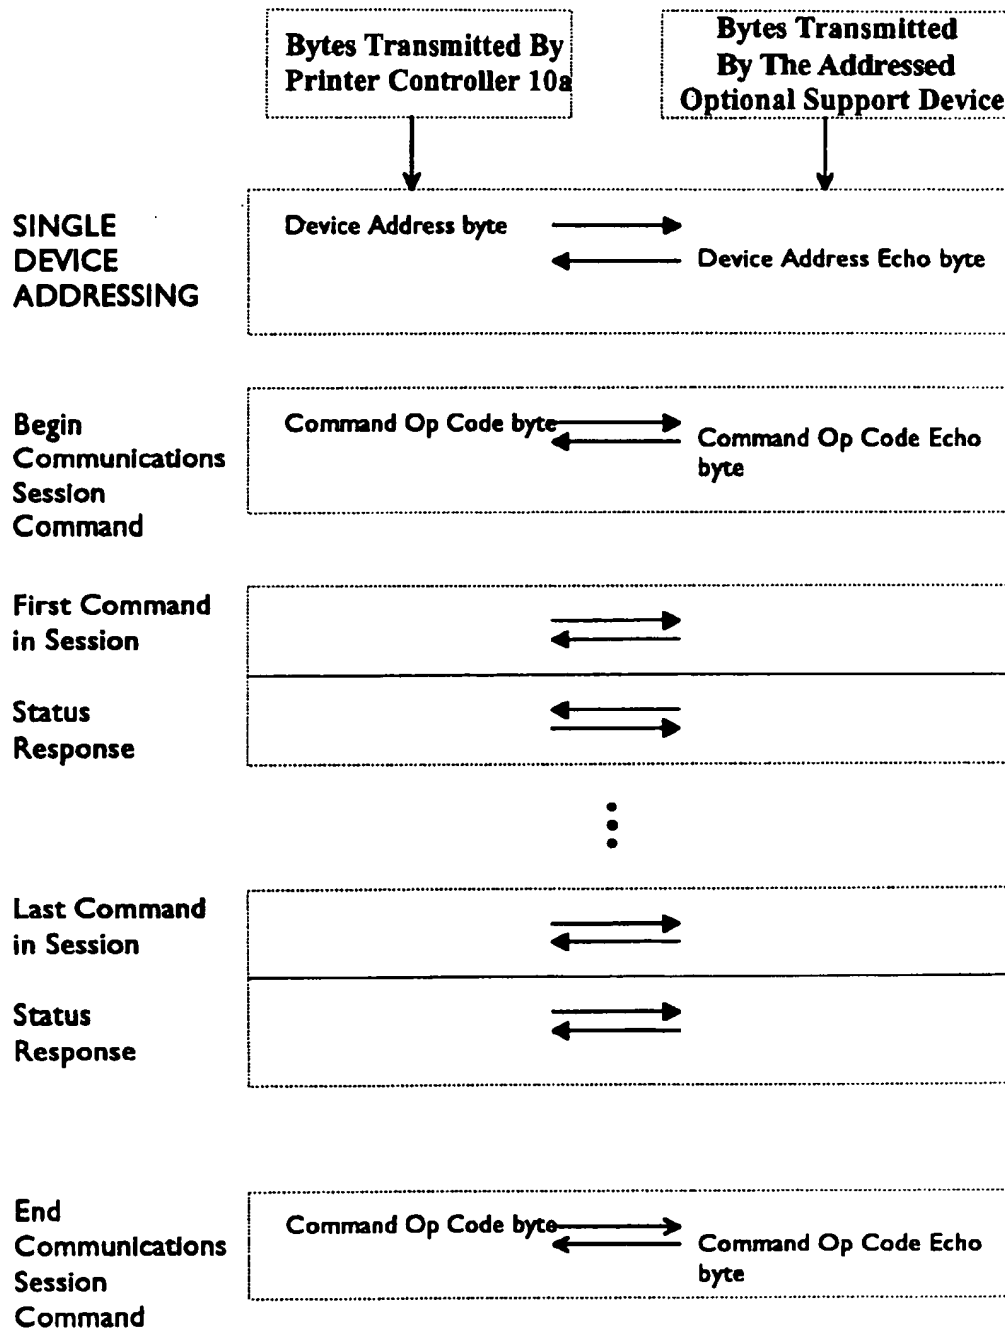 Bytes Transmitted By
Printer Controller 10a
Bytes Transmitted
By The Addressed
Optional Support Device
SINGLE
DEVICE
ADDRESSING
Device Address byte
Device Address Echo byte
Begin
Communications
Session
Command
Command Op Code byte
Command Op Code Echo
byte
First Command
in Session
Status
Response
Last Command
in Session
Status
Response
End
Communications
Session
Command
Command Op Code byte
Command Op Code Echo
byte